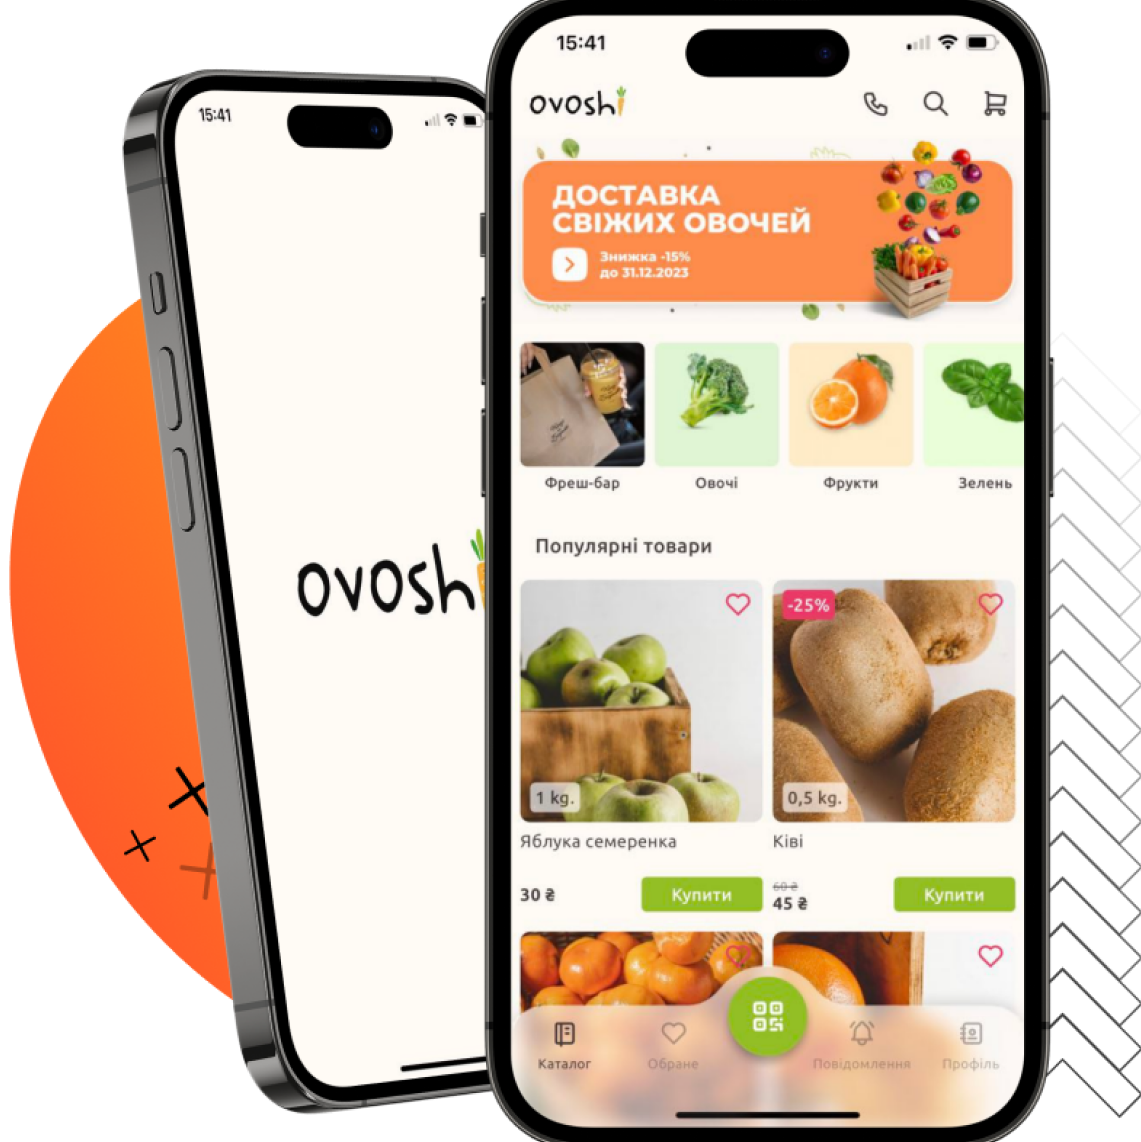 15:41
ovoshi
15:41
ovoshi
ДОСТАВКА
СВІЖИХ ОВОЧЕЙ
Знижка -15%
до 31.12.2023
Фреш-бар
Овочі
Фрукти
Зелень
Популярні товари
-25%
1 kg.
0,5 kg.
Яблука семеренка
Ківі
30 ₴
Купити
60 ₴
45 ₴
Купити
Каталог
Обране
Повідомлення
Профіль